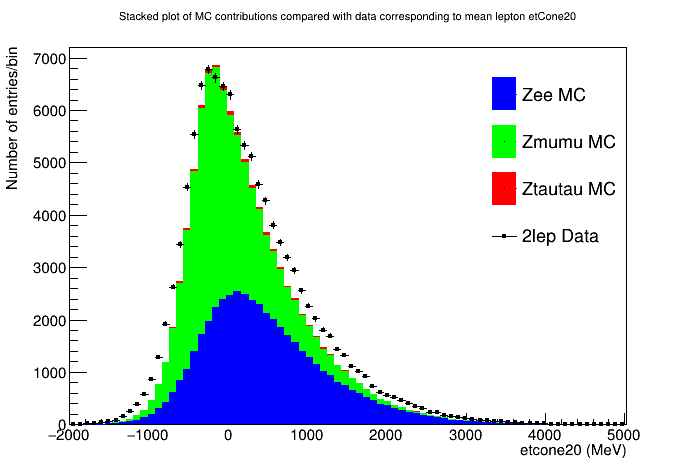 Stacked plot of MC contributions compared with data corresponding to mean lepton etCone20
Number of entries/bin
7000
6000
5000
4000
3000
2000
1000
0
Zee MC
Zmumu MC
Ztautau MC
2lep Data
−2000 −1000 0 1000 2000 3000 4000 5000
etcone20 (MeV)